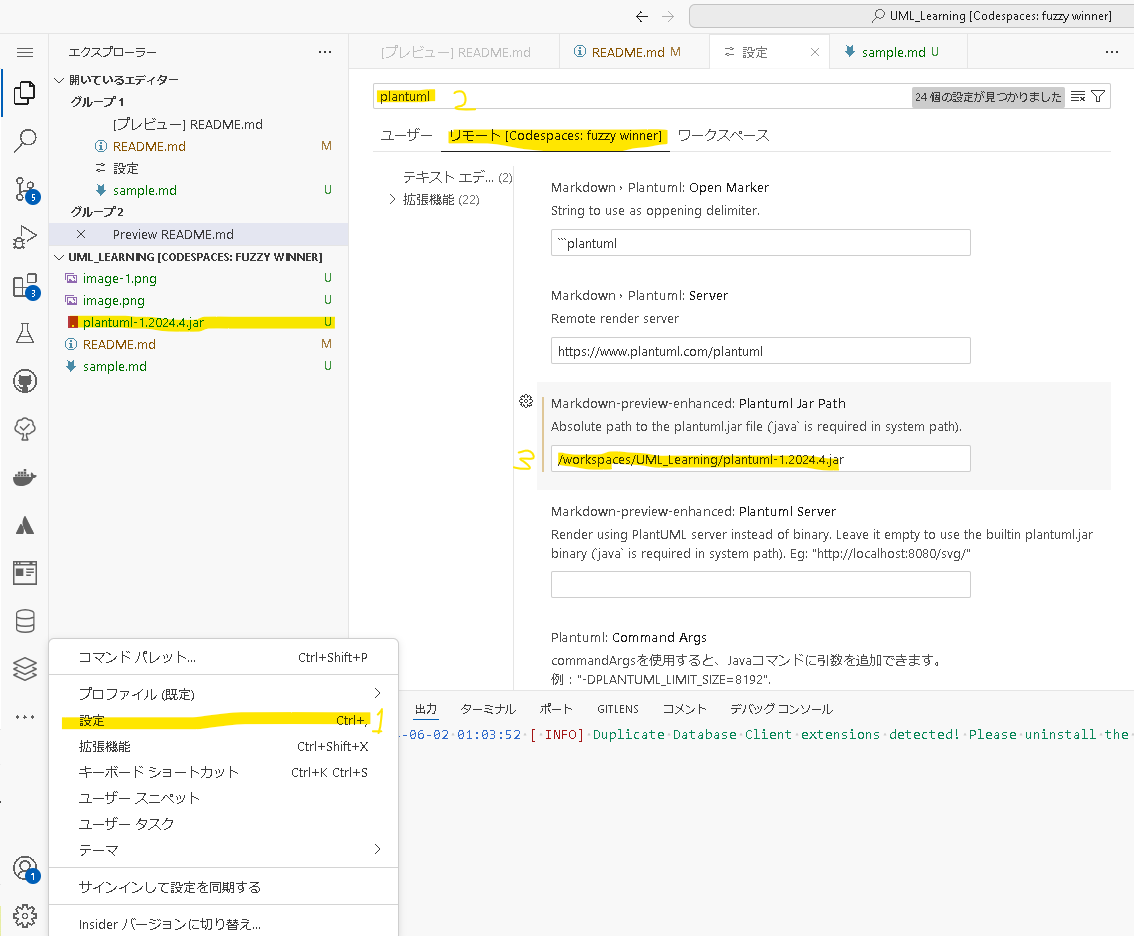 UML_Learning [Codespaces: fuzzy winner]
エクスプローラー
開いているエディター
グループ 1
[プレビュー] README.md
README.md M
設定
sample.md U
グループ 2
Preview README.md
UML_LEARNING [CODESPACES: FUZZY WINNER]
image-1.png U
image.png U
plantuml-1.2024.4.jar U
README.md M
sample.md U
5
3
1
[プレビュー] README.md
README.md M
設定
sample.md U
plantuml
2
24 個の設定が見つかりました
ユーザー リモート [Codespaces: fuzzy winner] ワークスペース
テキスト エデ... (2)
拡張機能 (22)
Markdown › Plantuml: Open Marker
String to use as oppening delimiter.
```plantuml
Markdown › Plantuml: Server
Remote render server
https://www.plantuml.com/plantuml
Markdown-preview-enhanced: Plantuml Jar Path
Absolute path to the plantuml.jar file (`java` is required in system path).
3
/workspaces/UML_Learning/plantuml-1.2024.4.jar
Markdown-preview-enhanced: Plantuml Server
Render using PlantUML server instead of binary. Leave it empty to use the builtin plantuml.jar
binary (`java` is required in system path). Eg: "http://localhost:8080/svg/"
Plantuml: Command Args
commandArgsを使用すると、Javaコマンドに引数を追加できます。
例："-DPLANTUML_LIMIT_SIZE=8192".
コマンド パレット... Ctrl+Shift+P
プロファイル (既定)
設定 Ctrl+,
1
拡張機能 Ctrl+Shift+X
キーボード ショートカット Ctrl+K Ctrl+S
ユーザー スニペット
ユーザー タスク
テーマ
サインインして設定を同期する
Insider バージョンに切り替え...
出力 ターミナル ポート GITLENS コメント デバッグ コンソール
-06-02 01:03:52 [ INFO] Duplicate Database Client extensions detected! Please uninstall the